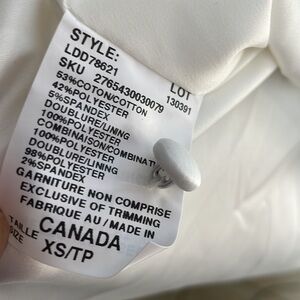 STYLE:
LDD78621
LOT
SKU 2765430030079
130391
53%COTON/COTTON
42%POLYESTER
5%SPANDEX
DOUBLURE/LINING
100%POLYESTER
COMBINAISON/COMBINAT
100%POLYESTER
DOUBLURE/LINING
98%POLYESTER
2%SPANDEX
GARNITURE NON COMPRISE
EXCLUSIVE OF TRIMMING
FABRIQUE AU / MADE IN
CANADA
TAILLE
SIZE
XS/TP